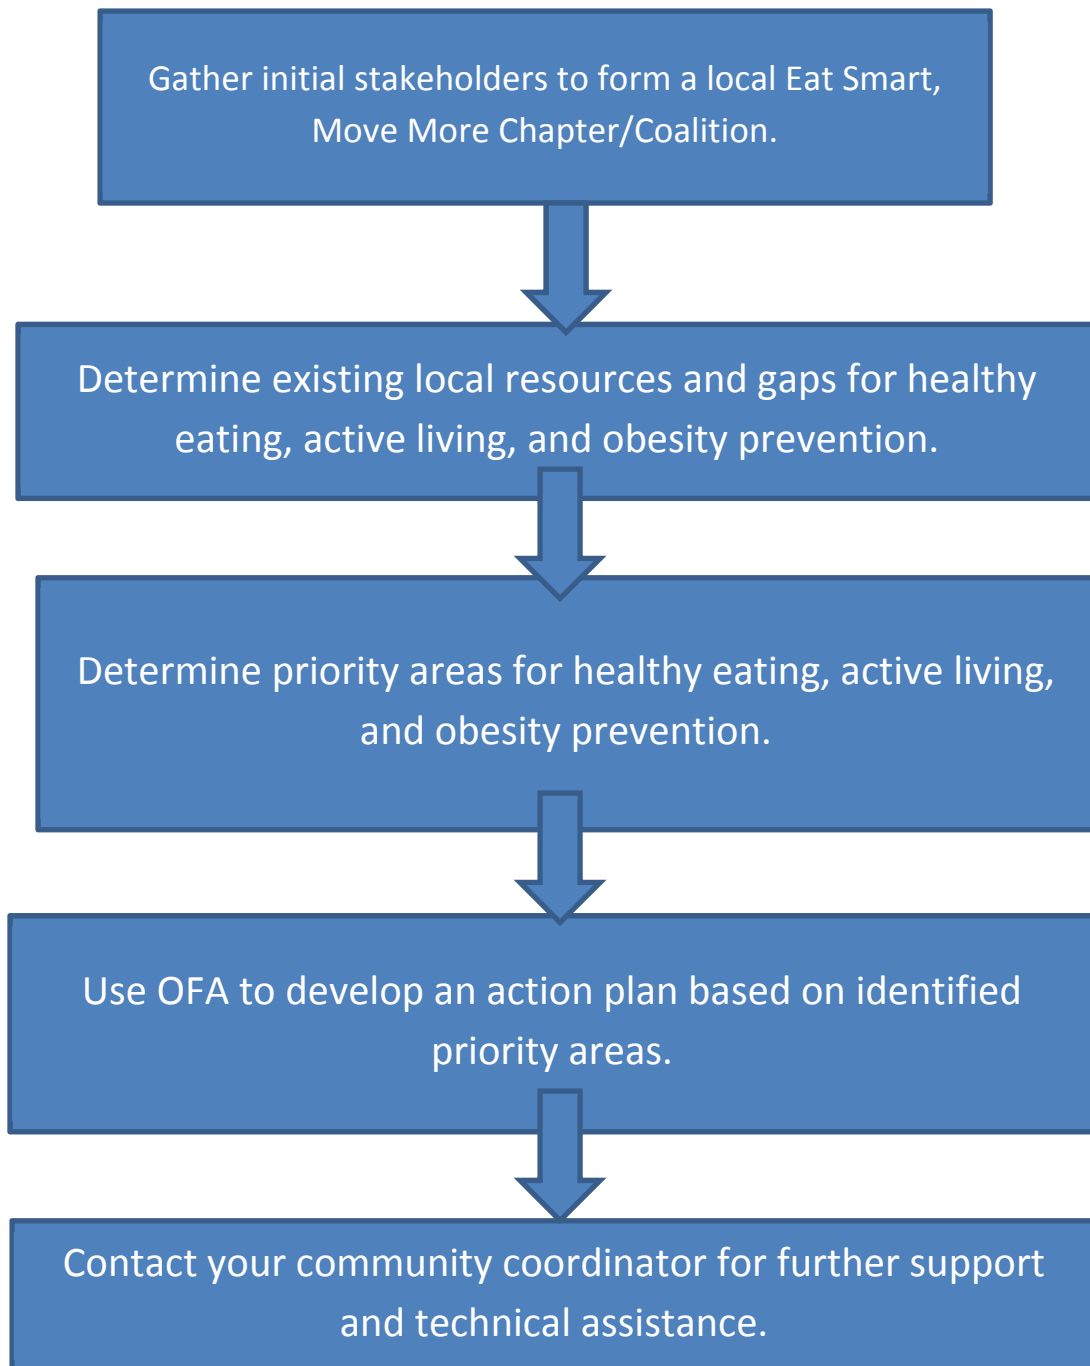 Gather initial stakeholders to form a local Eat Smart,
Move More Chapter/Coalition.
Determine existing local resources and gaps for healthy
eating, active living, and obesity prevention.
Determine priority areas for healthy eating, active living,
and obesity prevention.
Use OFA to develop an action plan based on identified
priority areas.
Contact your community coordinator for further support
and technical assistance.